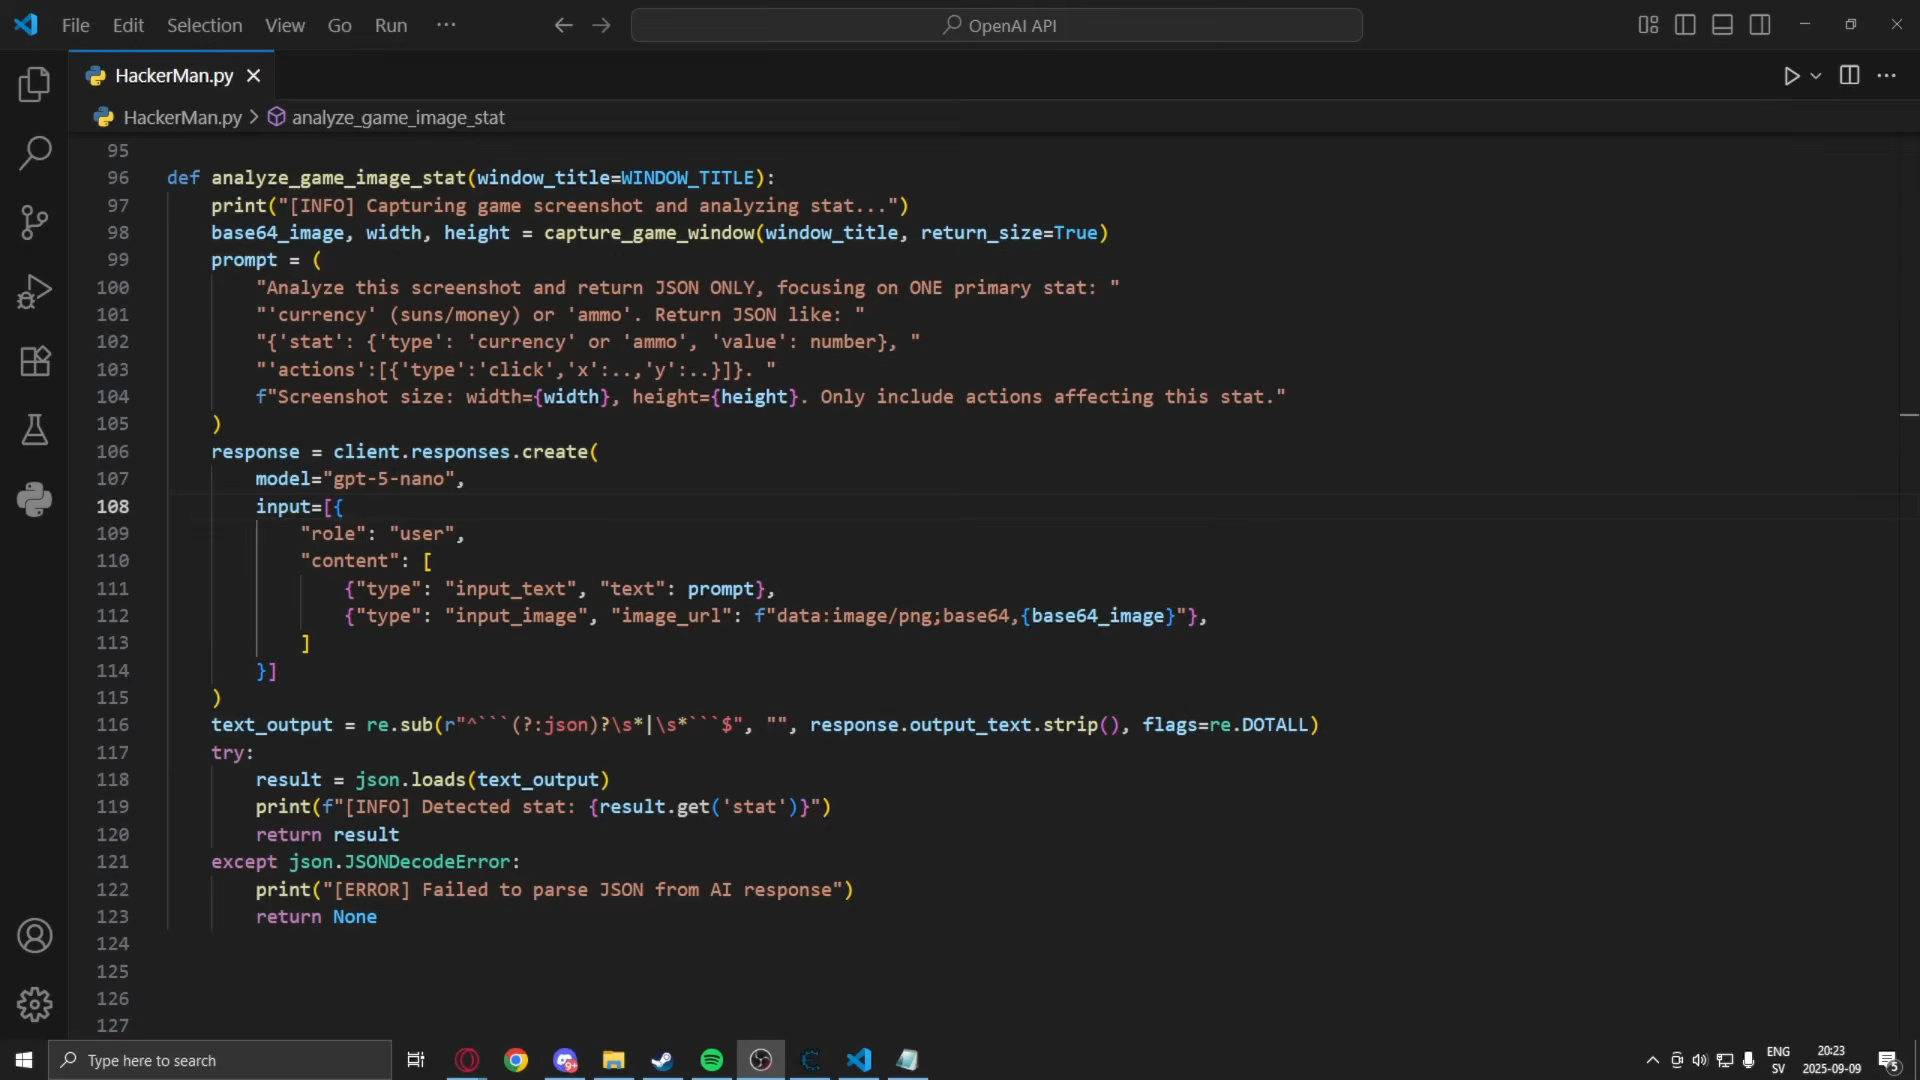 File Edit Selection View Go Run ...
OpenAI API
HackerMan.py
HackerMan.py > analyze_game_image_stat
95
96 def analyze_game_image_stat(window_title=WINDOW_TITLE):
97 print("[INFO] Capturing game screenshot and analyzing stat...")
98 base64_image, width, height = capture_game_window(window_title, return_size=True)
99 prompt = (
100 "Analyze this screenshot and return JSON ONLY, focusing on ONE primary stat: "
101 "'currency' (suns/money) or 'ammo'. Return JSON like: "
102 "{'stat': {'type': 'currency' or 'ammo', 'value': number}, "
103 "'actions':[{'type':'click','x':..,'y':..}]}. "
104 f"Screenshot size: width={width}, height={height}. Only include actions affecting this stat."
105 )
106 response = client.responses.create(
107 model="gpt-5-nano",
108 input=[{
109 "role": "user",
110 "content": [
111 {"type": "input_text", "text": prompt},
112 {"type": "input_image", "image_url": f"data:image/png;base64,{base64_image}"},
113 ]
114 }]
115 )
116 text_output = re.sub(r"^```(?:json)?\s*|\s*```$", "", response.output_text.strip(), flags=re.DOTALL)
117 try:
118 result = json.loads(text_output)
119 print(f"[INFO] Detected stat: {result.get('stat')}")
120 return result
121 except json.JSONDecodeError:
122 print("[ERROR] Failed to parse JSON from AI response")
123 return None
124
125
126
127
Type here to search
9+
ENG
SV
20:23
2025-09-09
5